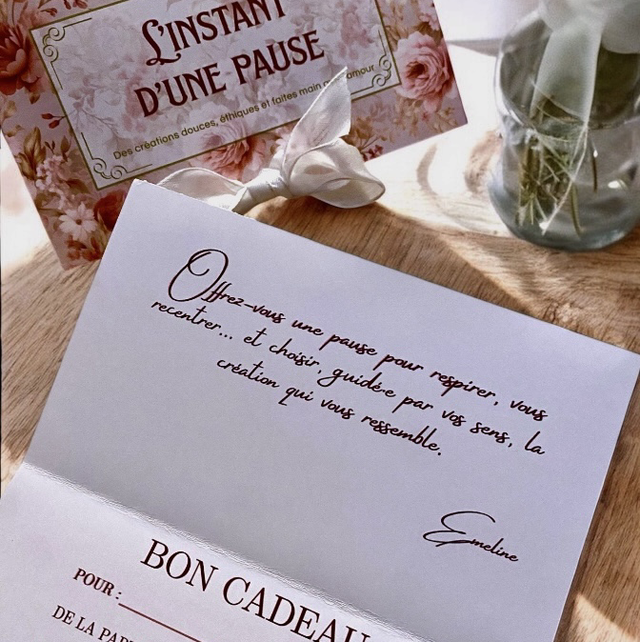 L'INSTANT
D'UNE PAUSE
Des créations douces, éthiques et faites main amour
Offrez-vous une pause pour respirer, vous
recentrer... et choisir, guidé·e par vos sens, la
création qui vous ressemble.
Emeline
BON CADEAU
POUR :
DE LA